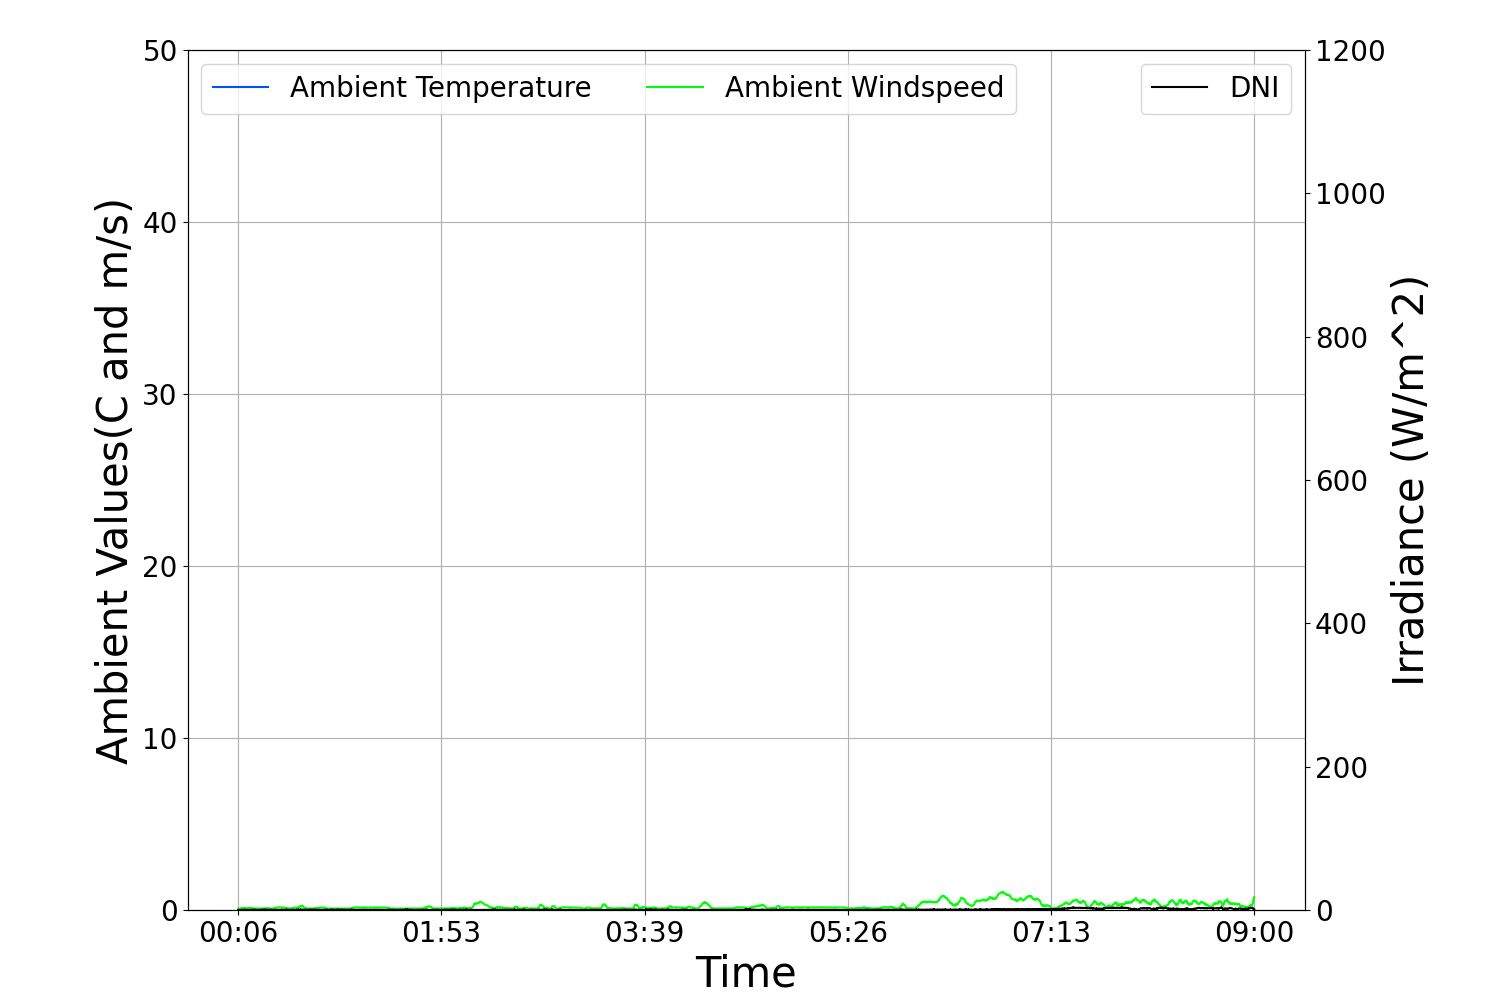 Ambient Temperature
Ambient Windspeed
DNI
Ambient Values(C and m/s)
50
40
30
20
10
0
1200
1000
800
600
400
200
0
Irradiance (W/m^2)
00:06 01:53 03:39 05:26 07:13 09:00
Time